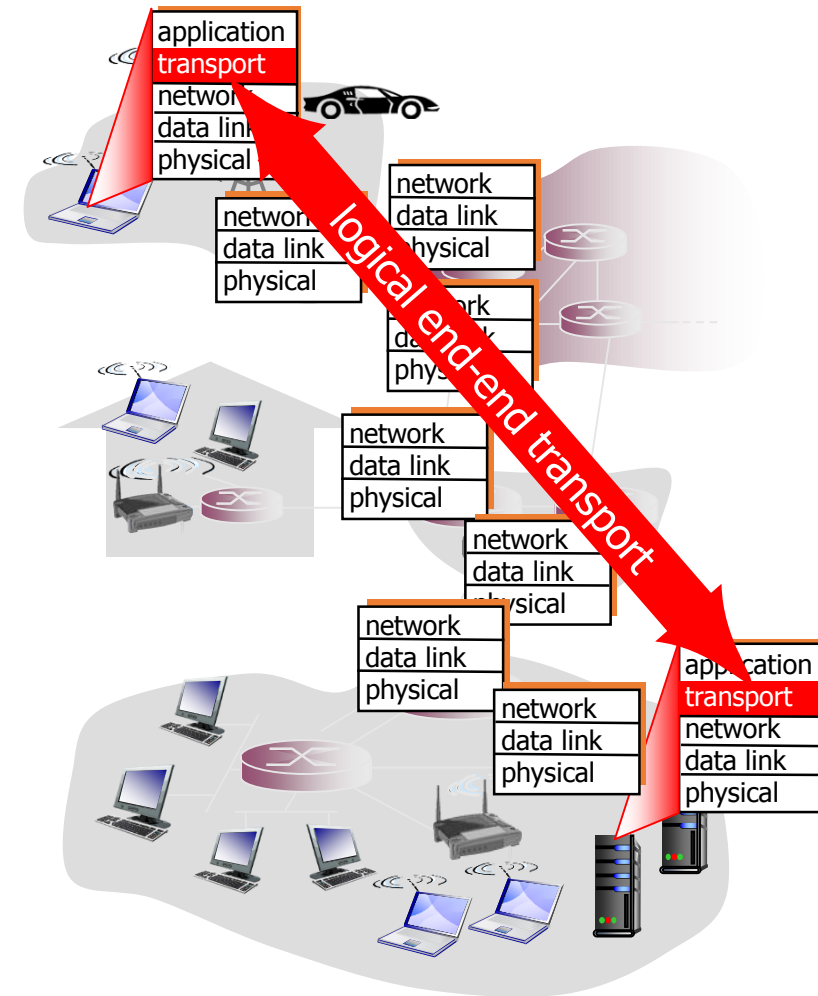 application
transport
network
data link
physical
network
data link
physical
network
data link
physical
physical
logical end-end transport
network
data link
physical
network
data link
physical
network
data link
physical
network
data link
physical
application
transport
network
data link
physical